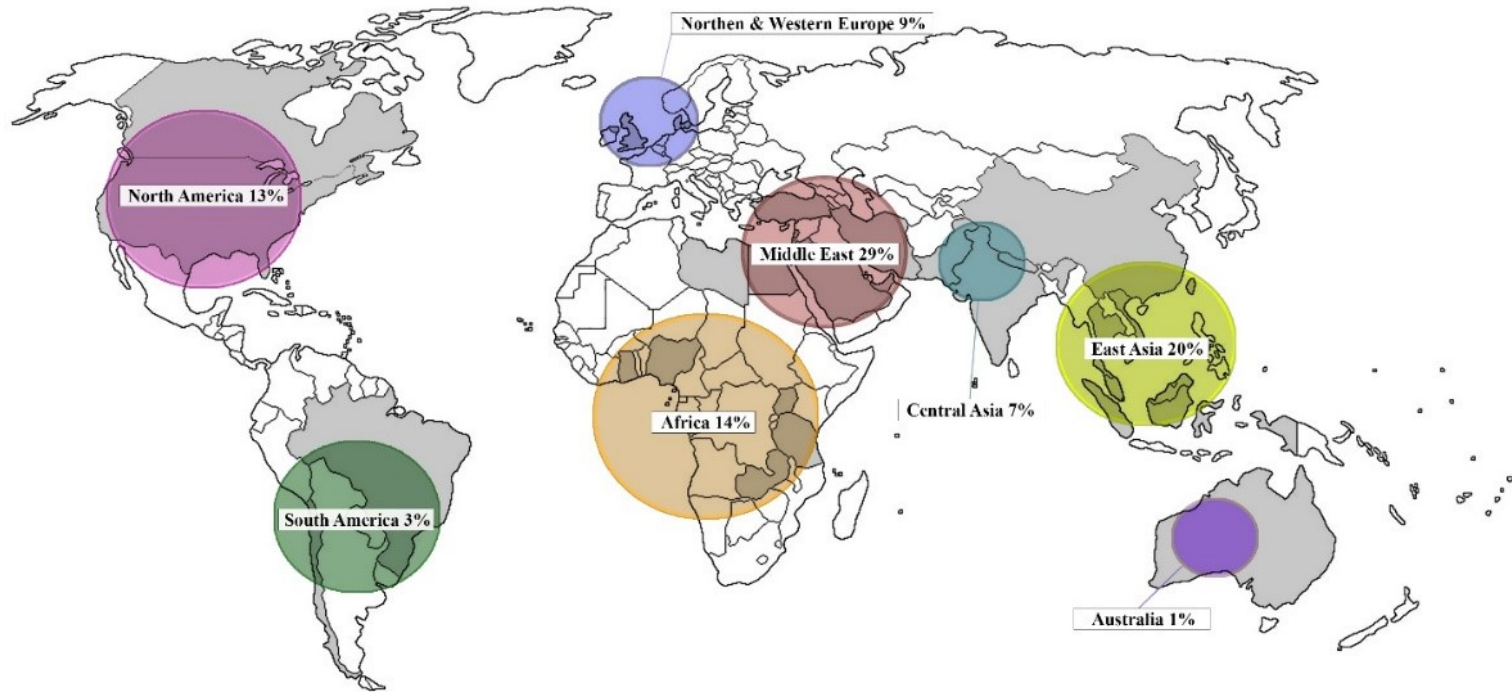 Northen & Western Europe 9%
North America 13%
Middle East 29%
East Asia 20%
Central Asia 7%
Africa 14%
South America 3%
Australia 1%